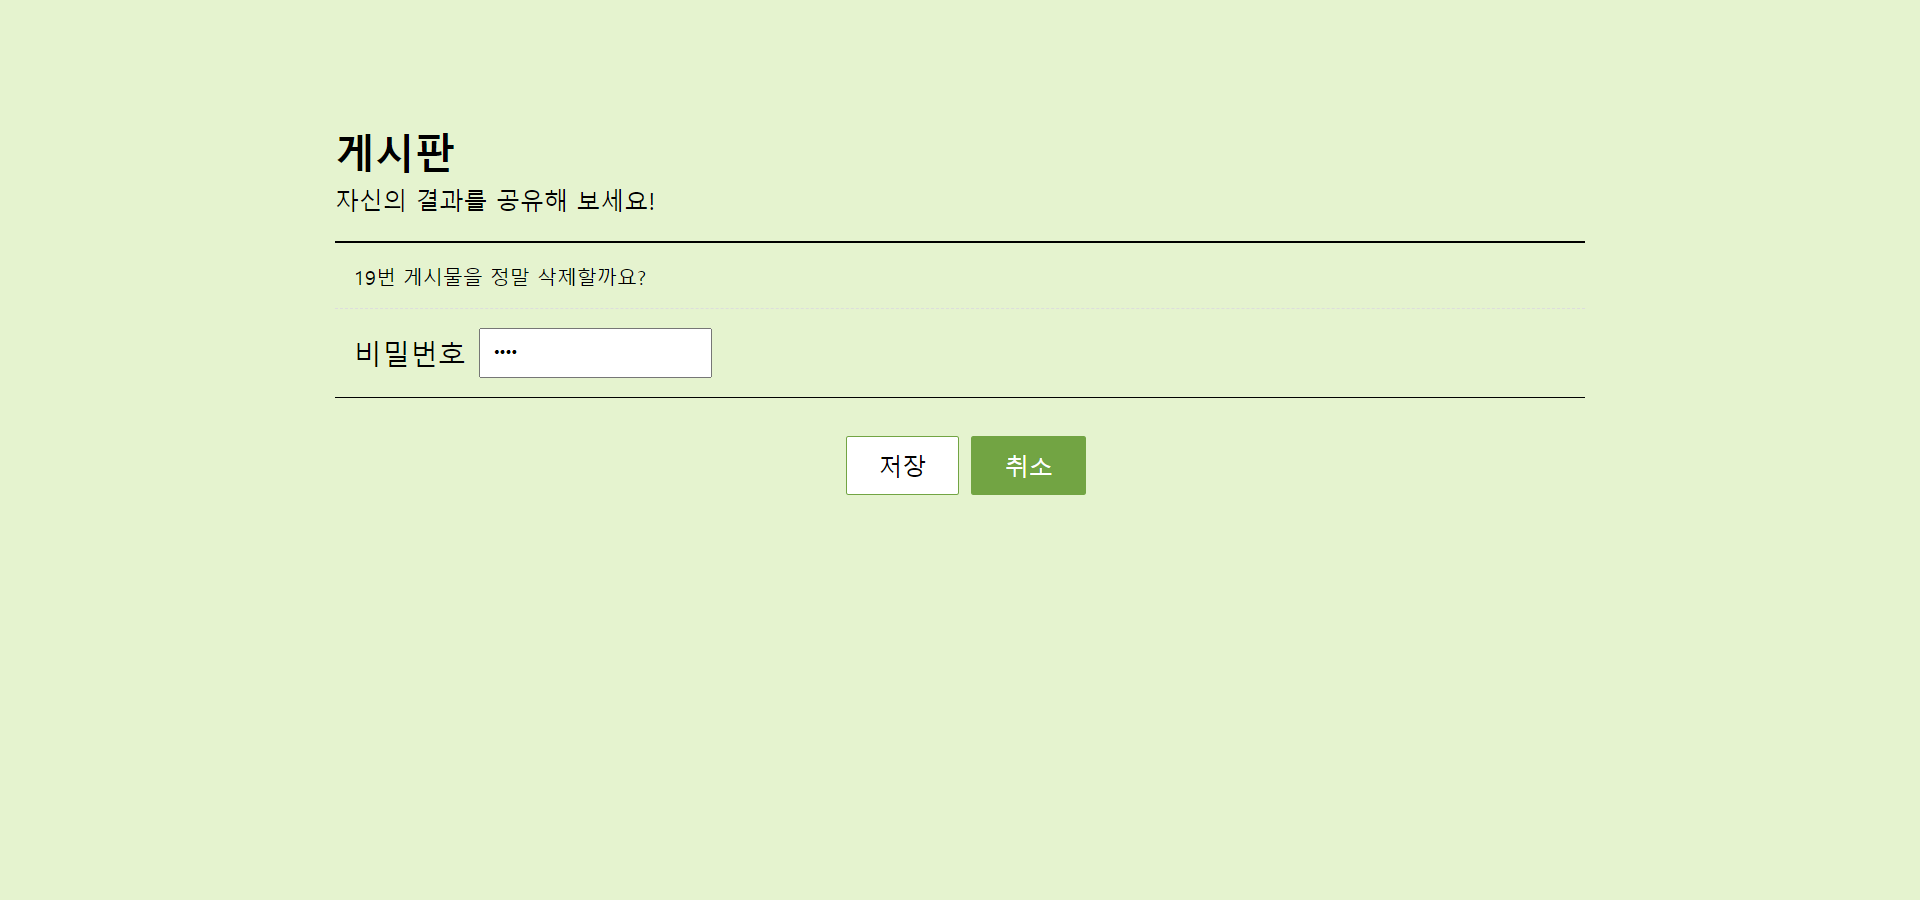 게시판
자신의 결과를 공유해 보세요!
19번 게시물을 정말 삭제할까요?
비밀번호 ••••
저장 취소